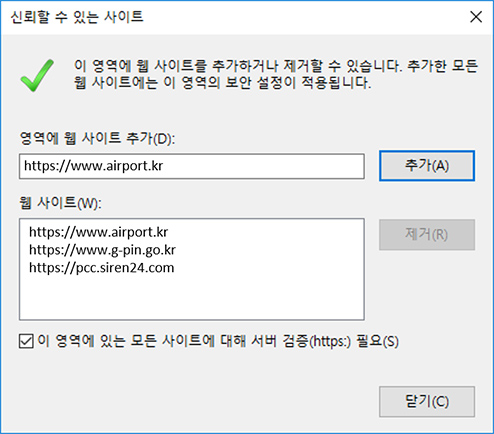 신뢰할 수 있는 사이트
이 영역에 웹 사이트를 추가하거나 제거할 수 있습니다. 추가한 모든
웹 사이트에는 이 영역의 보안 설정이 적용됩니다.
영역에 웹 사이트 추가(D):
https://www.airport.kr
추가(A)
웹 사이트(W):
https://www.airport.kr
https://www.g-pin.go.kr
https://pcc.siren24.com
제거(R)
이 영역에 있는 모든 사이트에 대해 서버 검증(https:) 필요(S)
닫기(C)